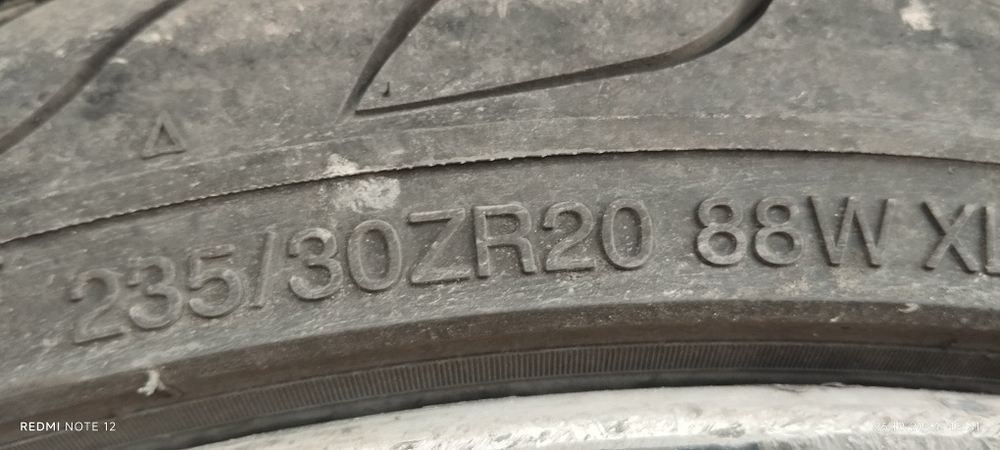 235/30ZR20 88W XL
REDMI NOTE 12